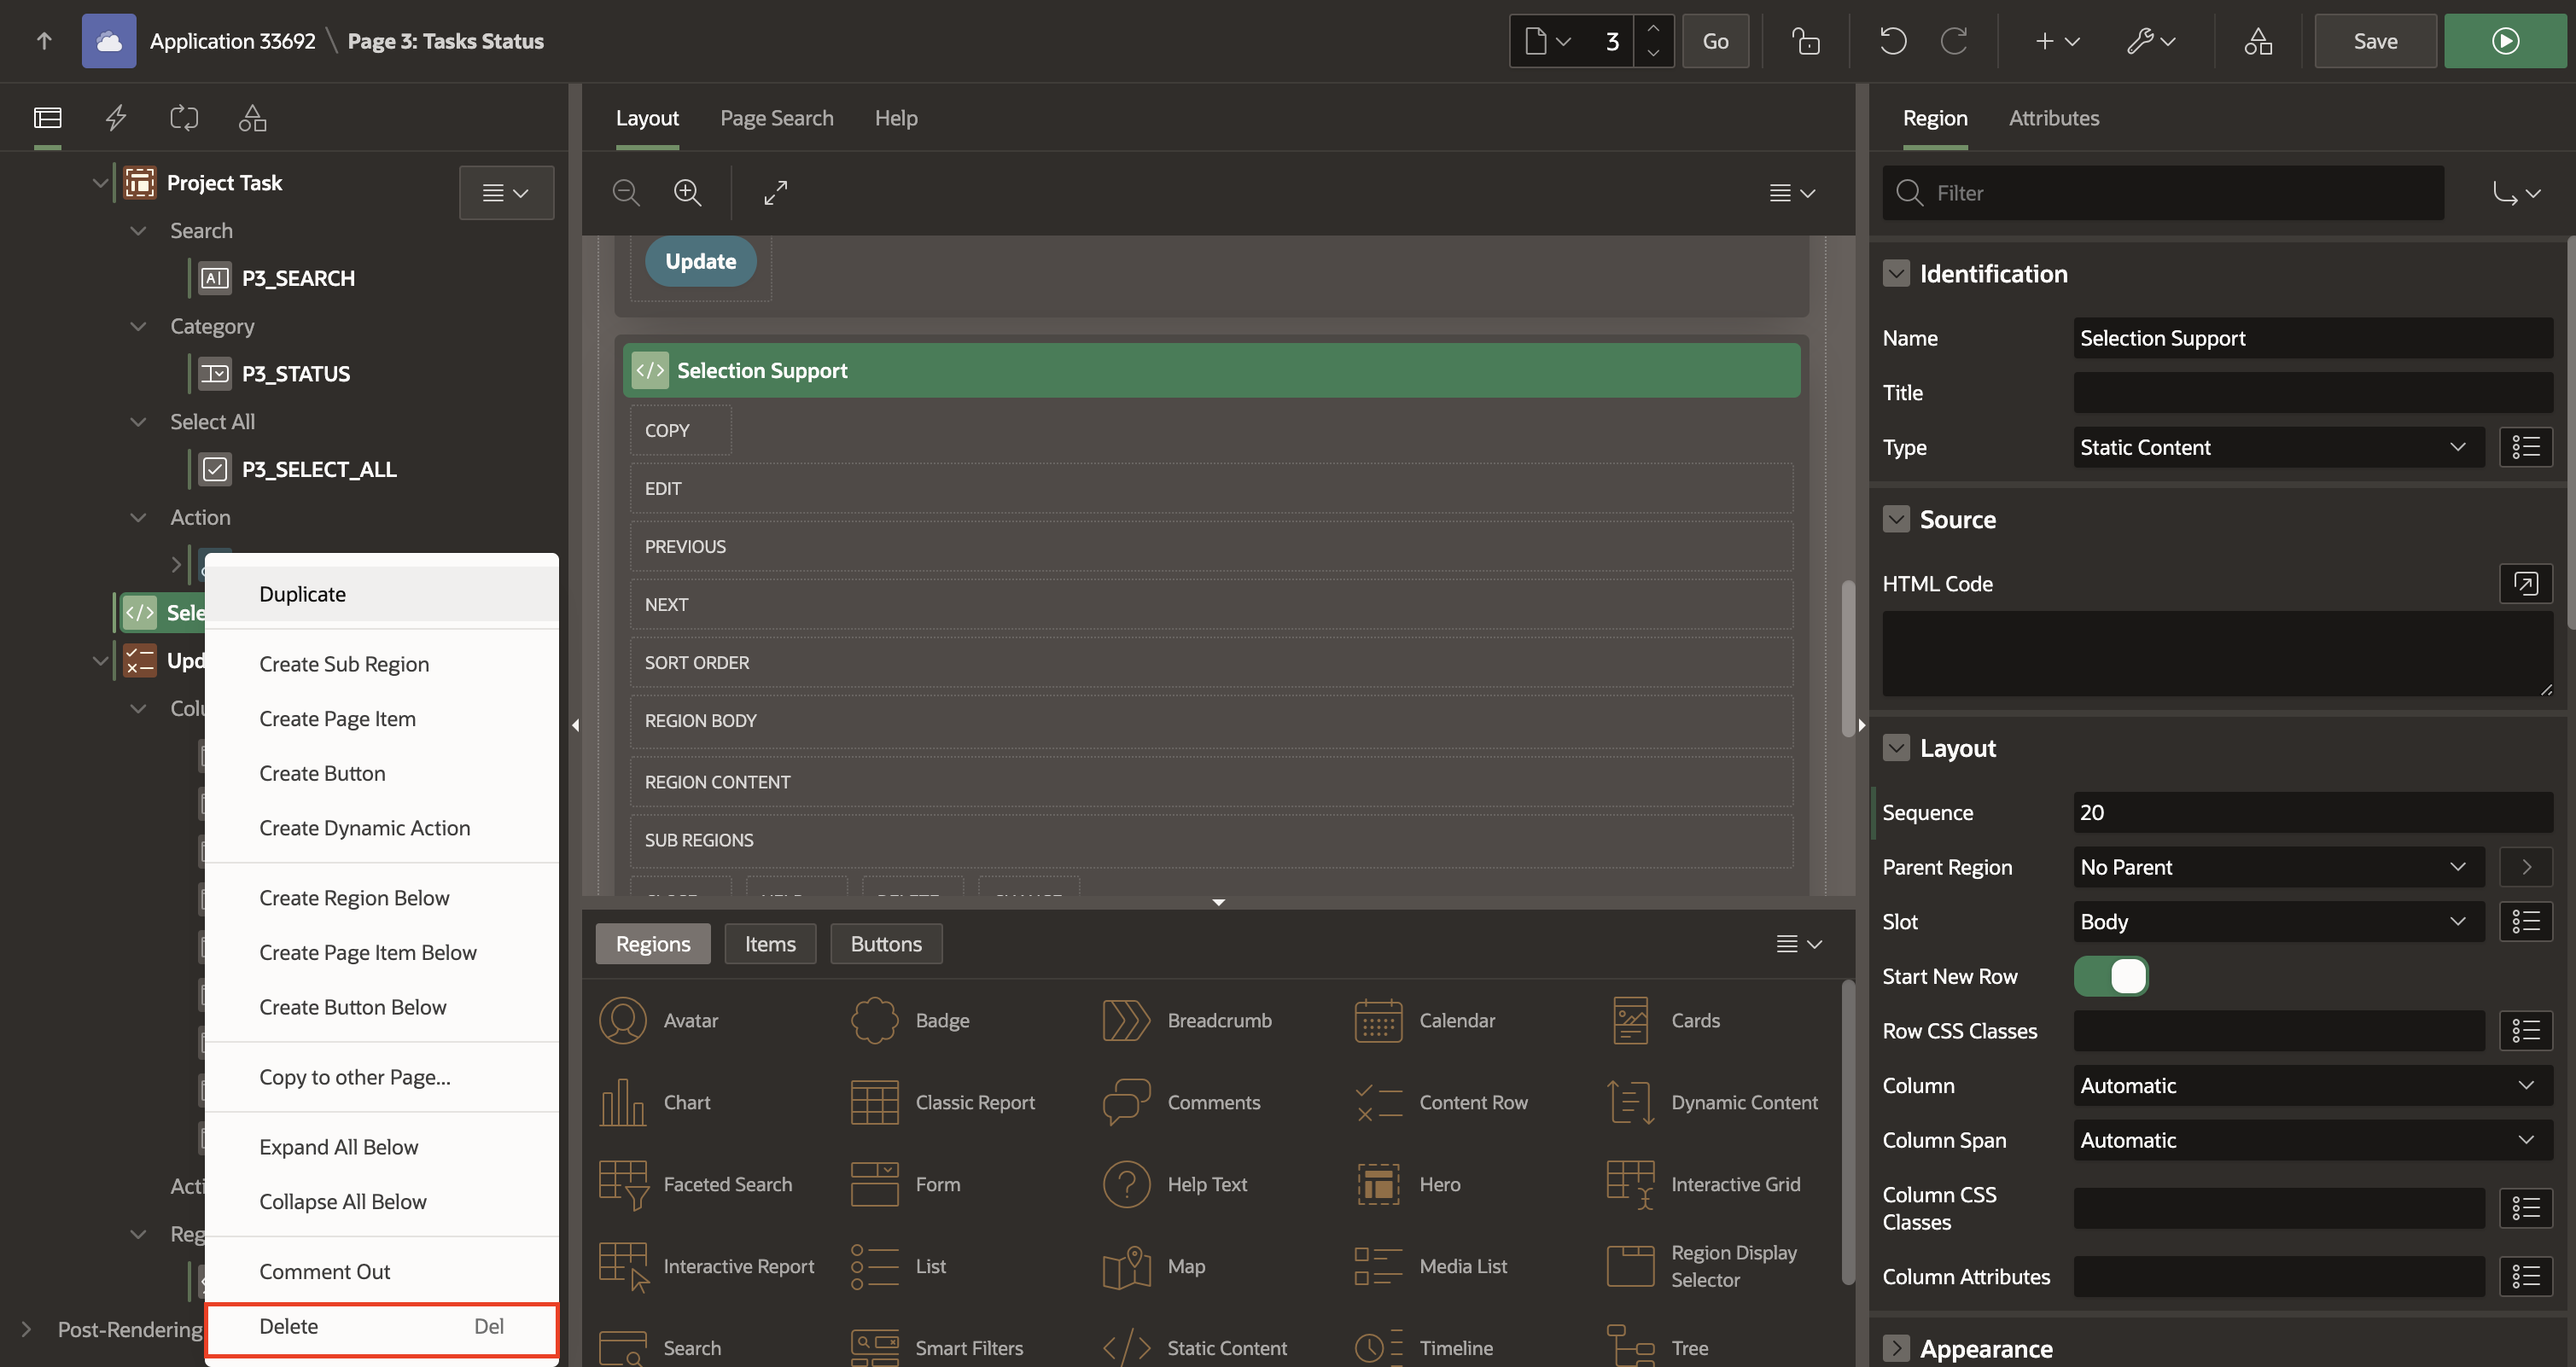 Application 33692 \ Page 3: Tasks Status
3
Go
Save
Project Task
Search
P3_SEARCH
Category
P3_STATUS
Select All
P3_SELECT_ALL
Action
Sele
Upd
Colu
Acti
Reg
Post-Rendering
Duplicate
Create Sub Region
Create Page Item
Create Button
Create Dynamic Action
Create Region Below
Create Page Item Below
Create Button Below
Copy to other Page...
Expand All Below
Collapse All Below
Comment Out
Delete Del
Layout Page Search Help
Update
Selection Support
COPY
EDIT
PREVIOUS
NEXT
SORT ORDER
REGION BODY
REGION CONTENT
SUB REGIONS
CLOSE HELP DELETE CHANGE
Regions Items Buttons
Avatar Badge Breadcrumb Calendar Cards
Chart Classic Report Comments Content Row Dynamic Content
Faceted Search Form Help Text Hero Interactive Grid
Interactive Report List Map Media List Region Display
Selector
Search Smart Filters Static Content Timeline Tree
Region Attributes
Filter
Identification
Name Selection Support
Title
Type Static Content
Source
HTML Code
Layout
Sequence 20
Parent Region No Parent
Slot Body
Start New Row
Row CSS Classes
Column Automatic
Column Span Automatic
Column CSS
Classes
Column Attributes
Appearance